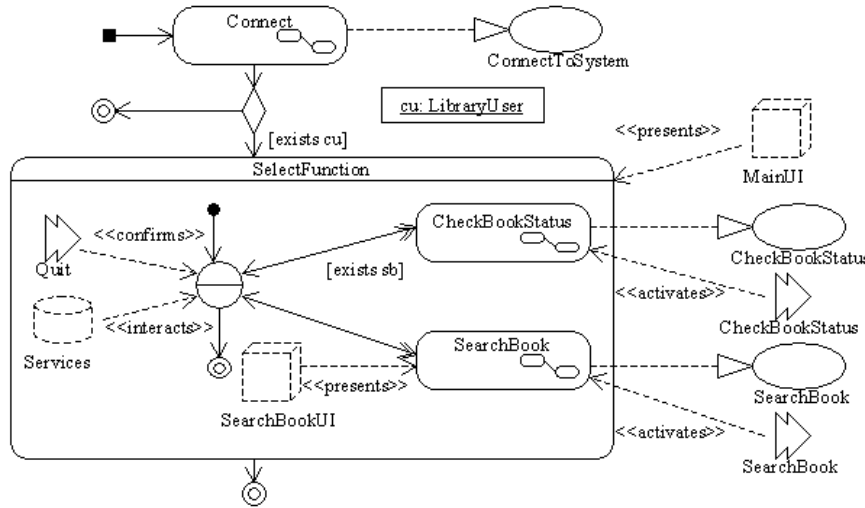 Connect
ConnectToSystem
cu: LibraryUser
[exists cu]
<<presents>>
MainUI
SelectFunction
<<confirms>>
Quit
CheckBookStatus
CheckBookStatus
[exists sb]
<<activates>>
CheckBookStatus
<<interacts>>
Services
SearchBook
<<presents>>
SearchBookUI
SearchBook
<<activates>>
SearchBook